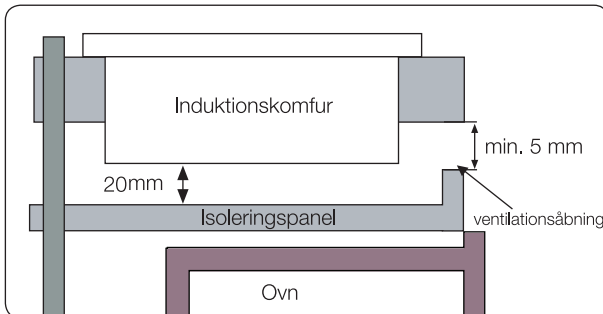 Induktionskomfur
min. 5 mm
20mm
Isoleringspanel
ventilationsåbning
Ovn